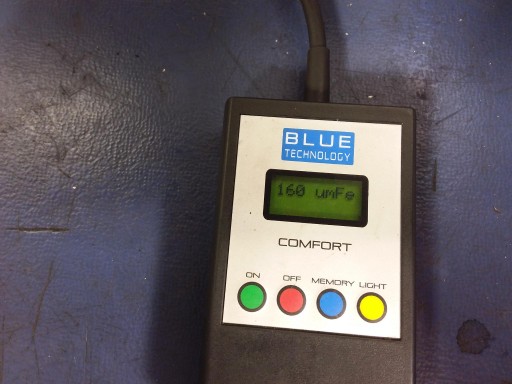 BLUE
TECHNOLOGY
160 umFe
COMFORT
ON OFF MEMORY LIGHT